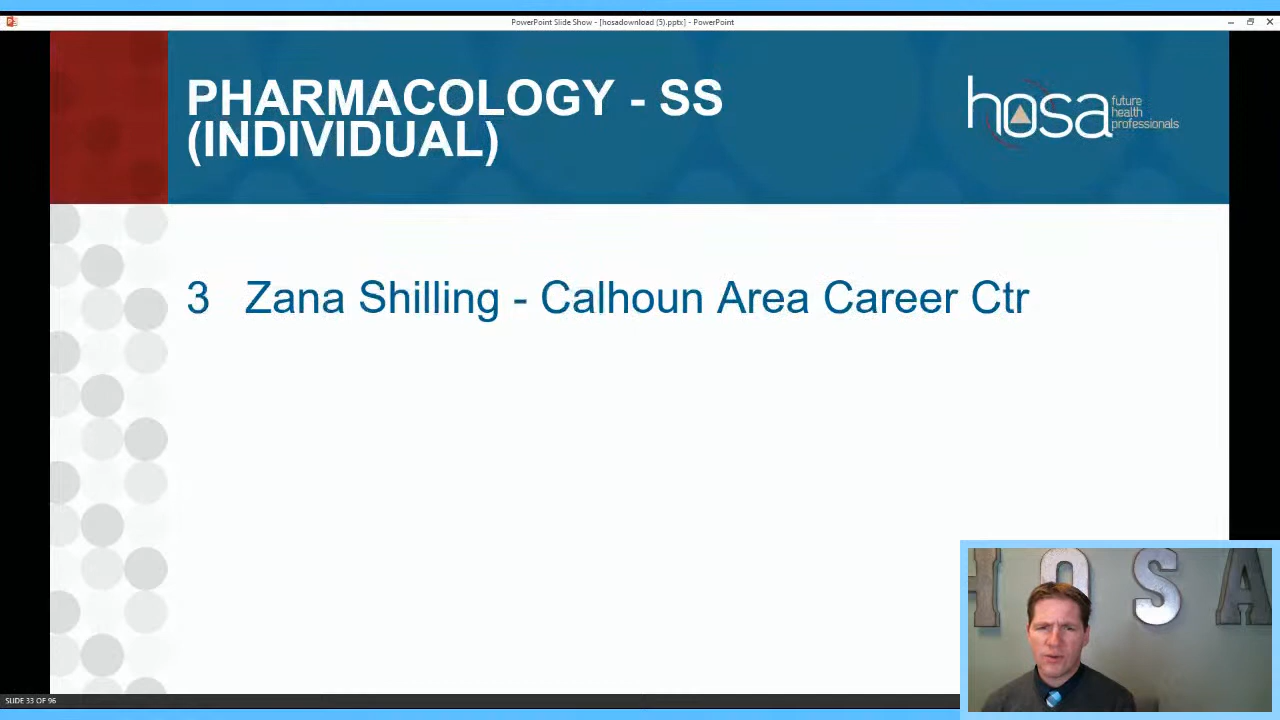 PowerPoint Slide Show - [hosadownload (5).pptx] - PowerPoint
PHARMACOLOGY - SS
(INDIVIDUAL)
hosa
future
health
professionals
3 Zana Shilling - Calhoun Area Career Ctr
HOSA
SLIDE 33 OF 96